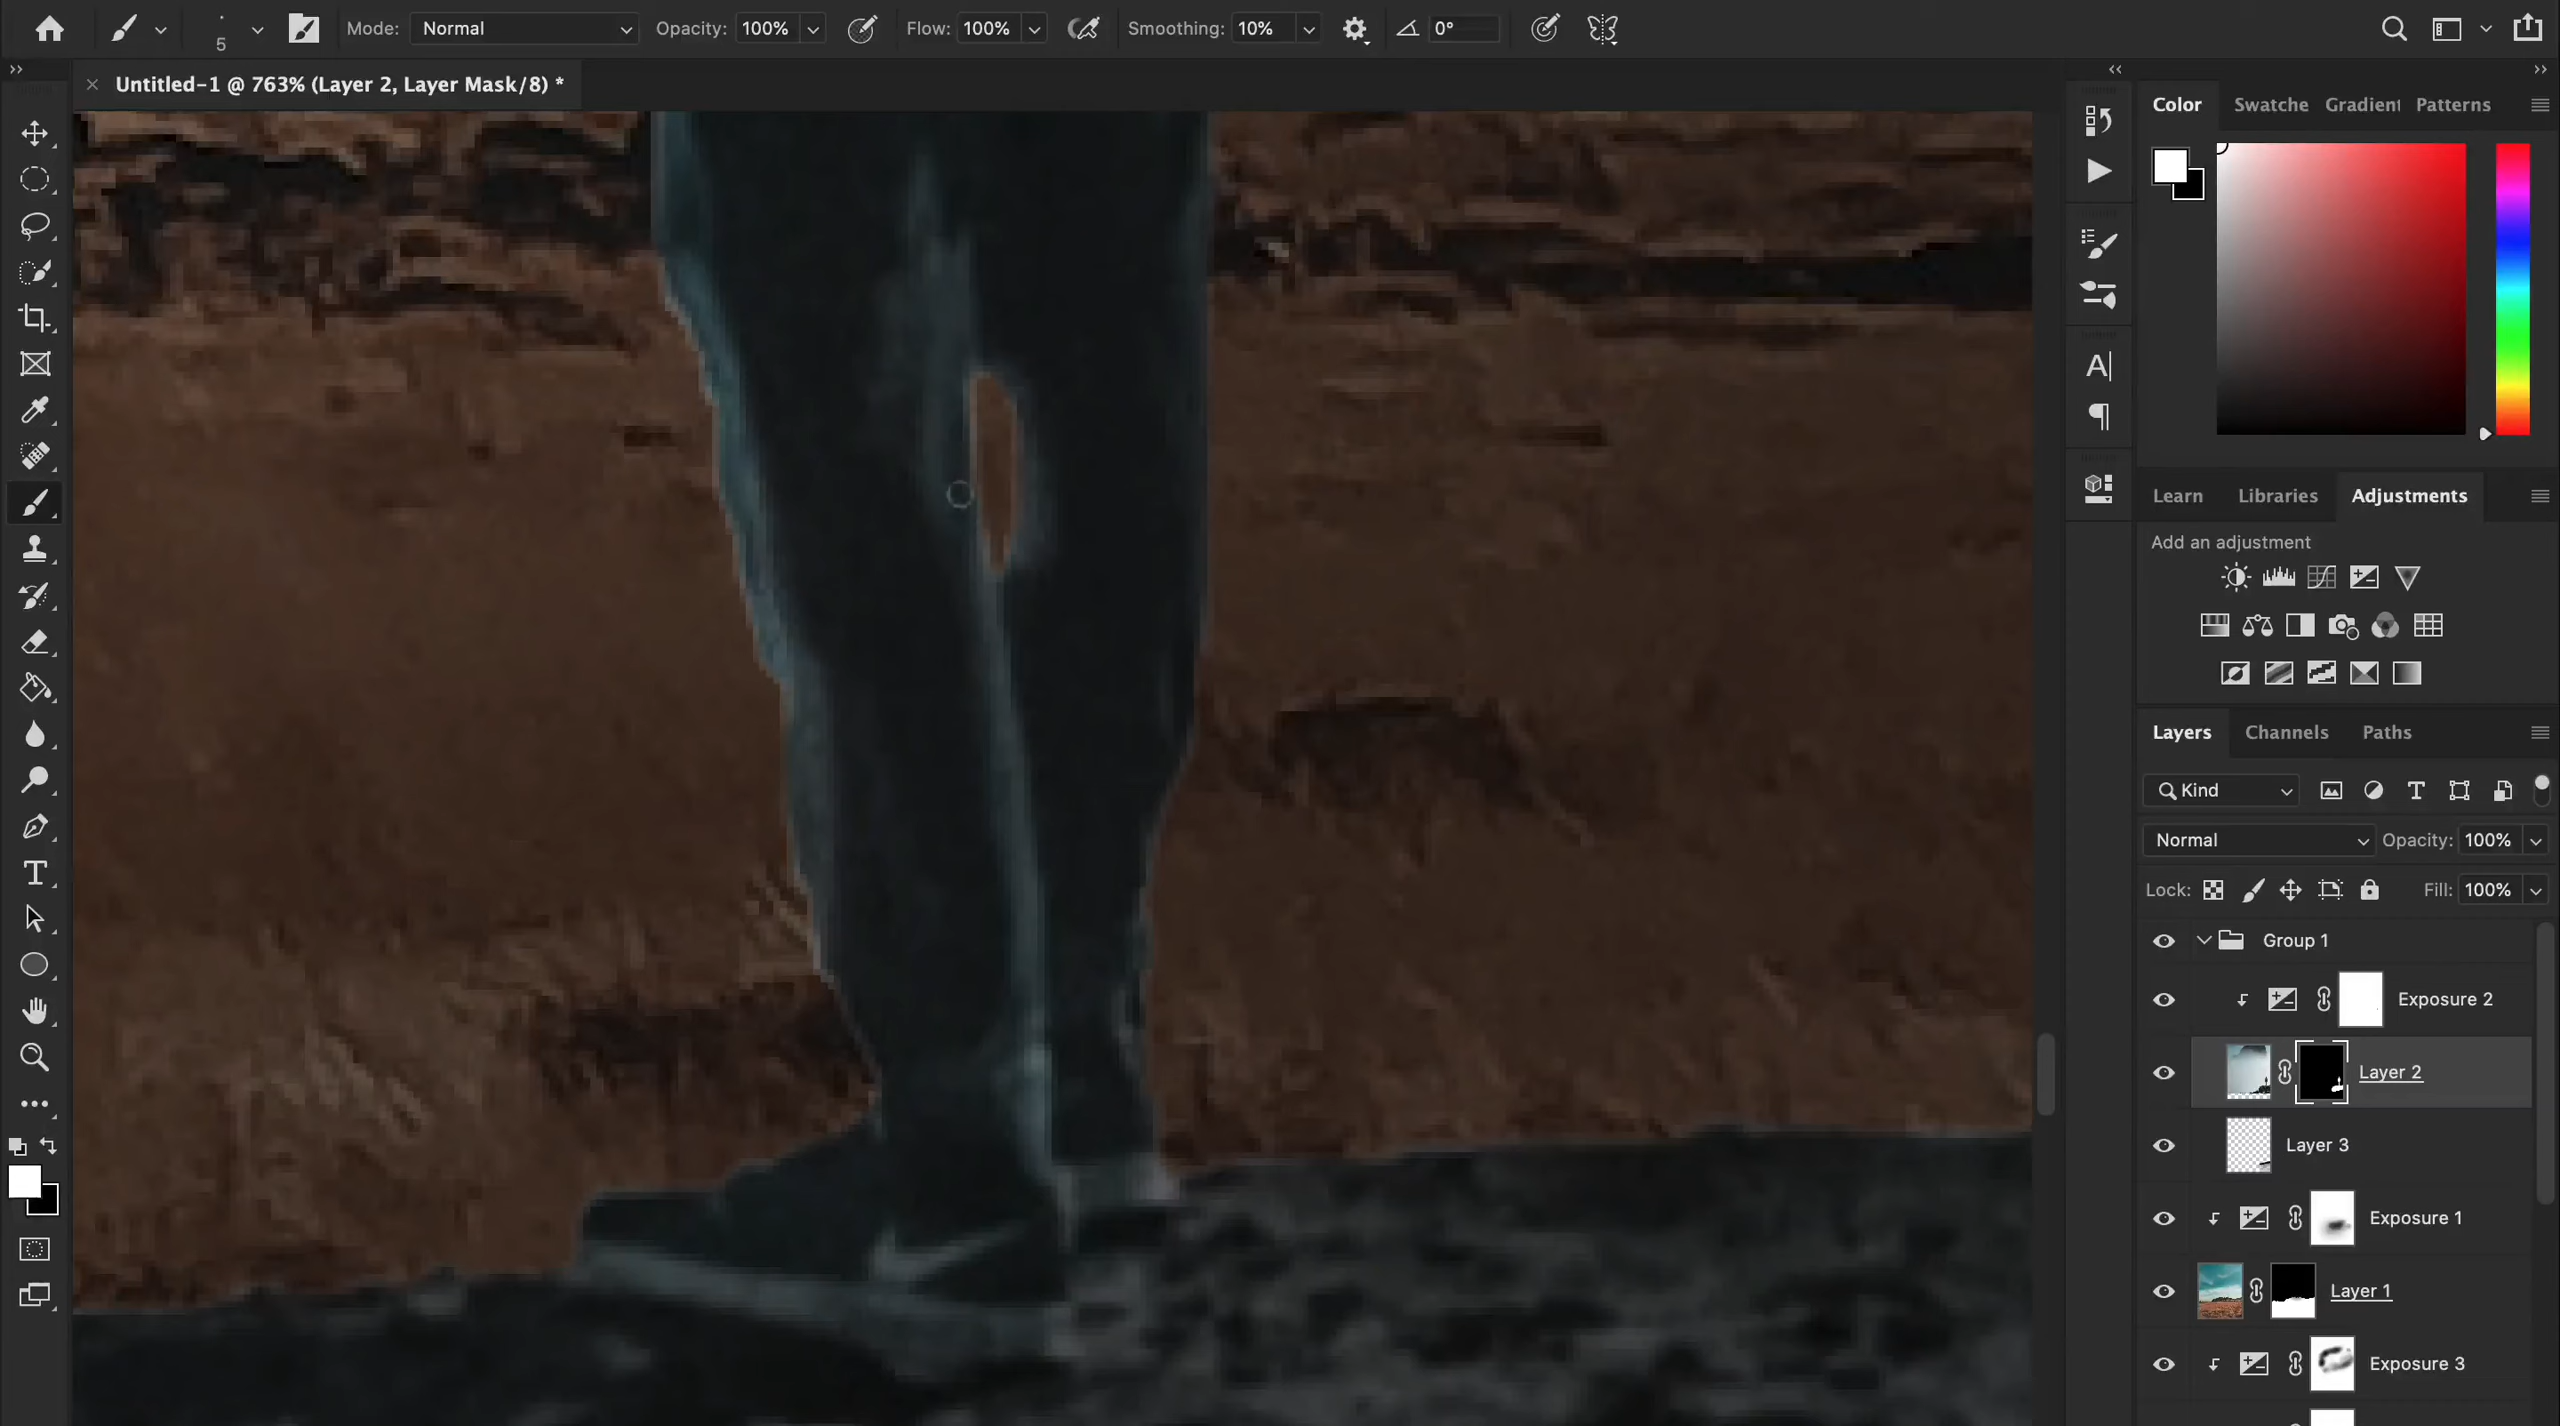 5
Mode: Normal
Opacity: 100%
Flow: 100%
Smoothing: 10%
0°
Untitled-1 @ 763% (Layer 2, Layer Mask/8) *
Color Swatche Gradient Patterns
Learn Libraries Adjustments
Add an adjustment
Layers Channels Paths
Kind
Normal Opacity: 100%
Lock: Fill: 100%
Group 1
Exposure 2
Layer 2
Layer 3
Exposure 1
Layer 1
Exposure 3